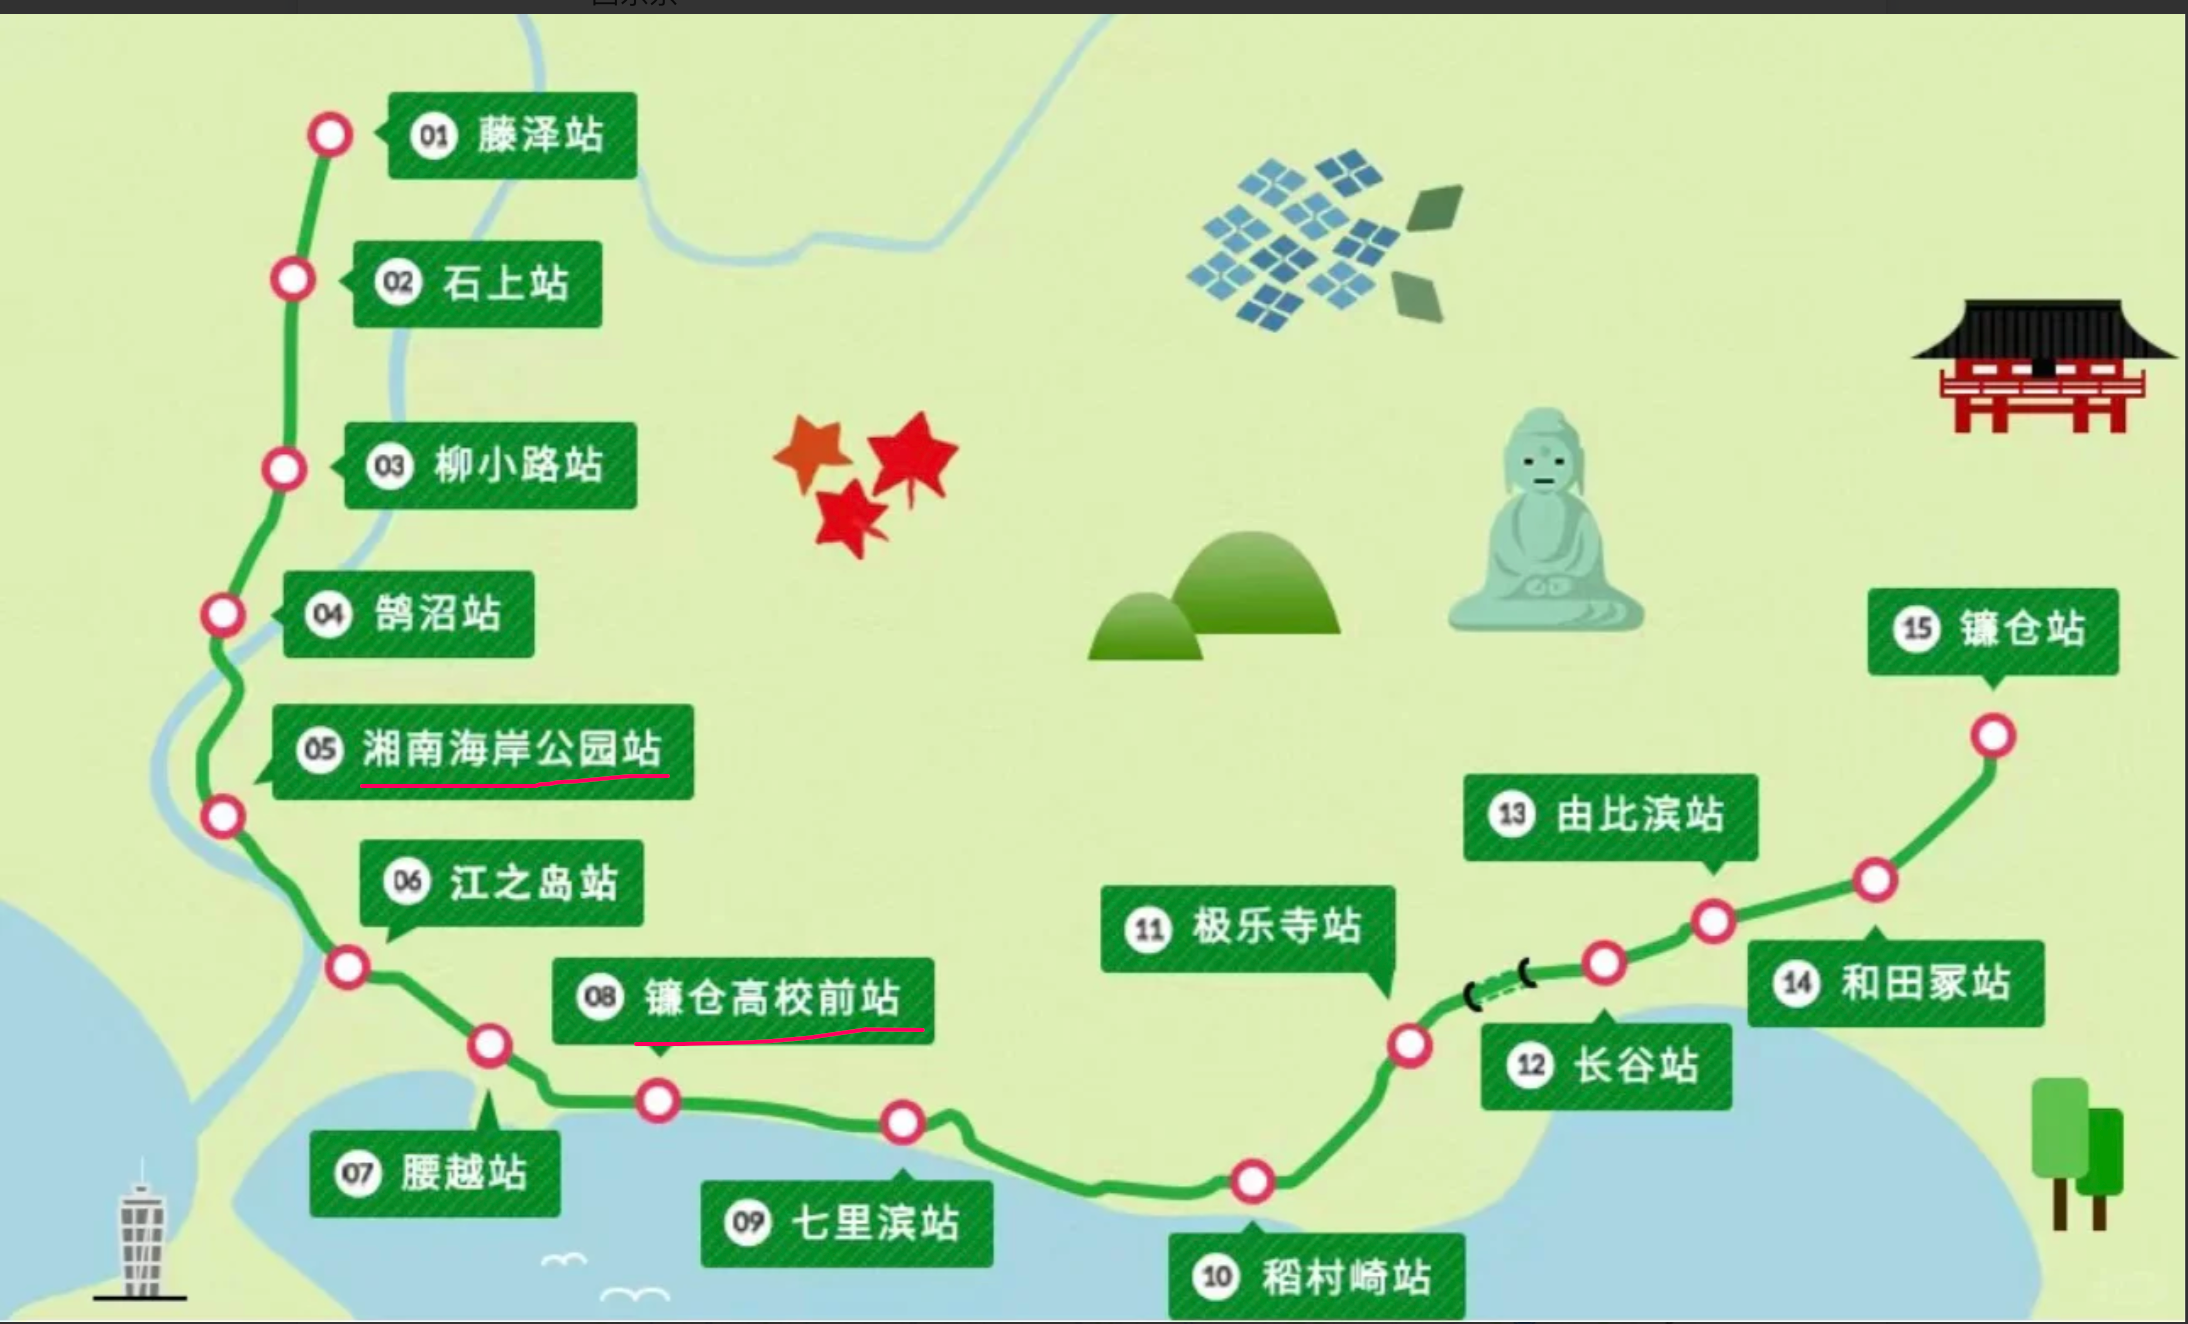 01 藤泽站
02 石上站
03 柳小路站
04 鹄沼站
05 湘南海岸公园站
06 江之岛站
07 腰越站
08 镰仓高校前站
09 七里滨站
10 稻村崎站
11 极乐寺站
12 长谷站
13 由比滨站
14 和田冢站
15 镰仓站